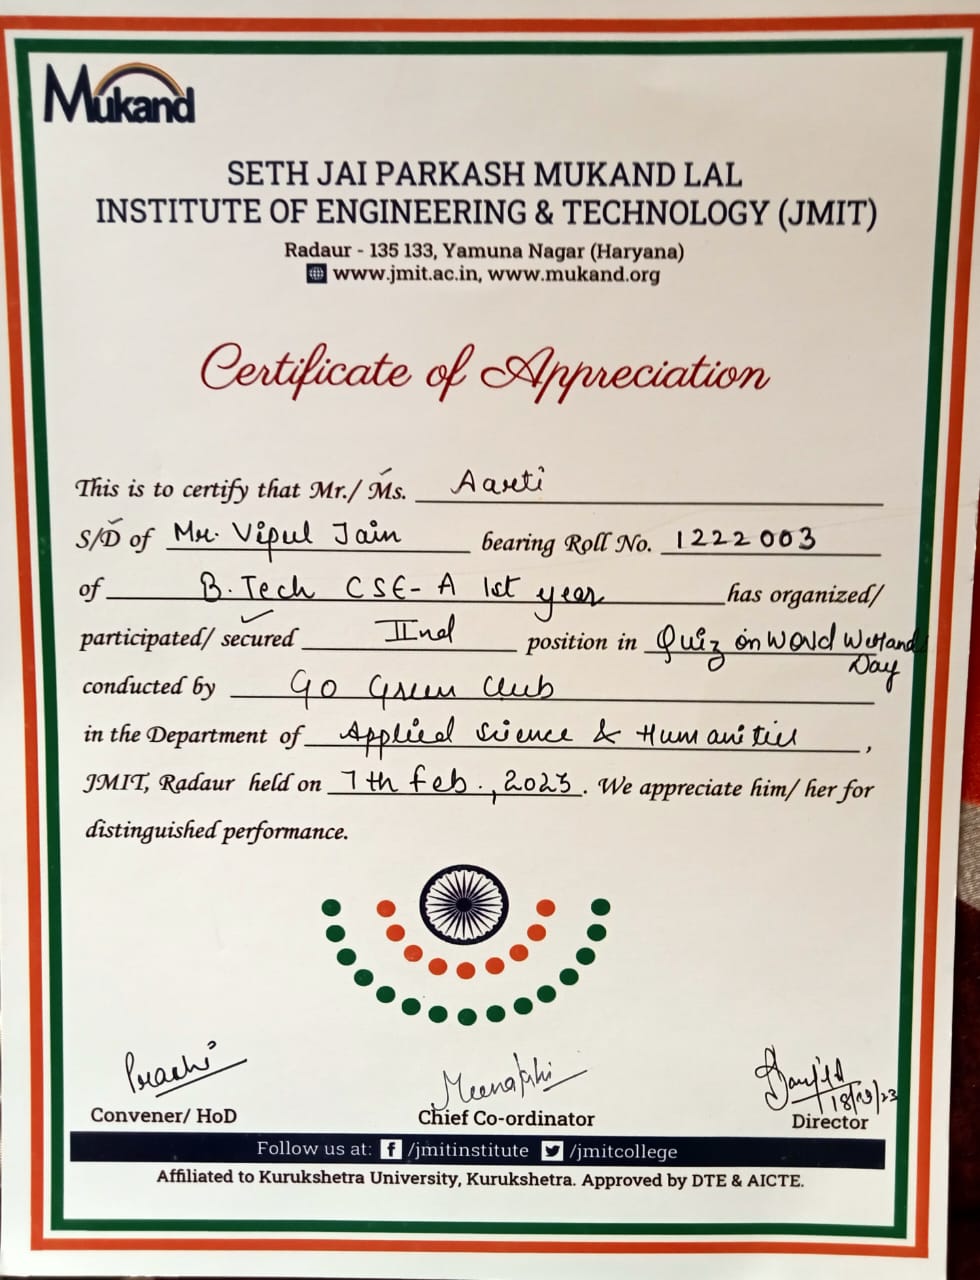 Mukand
SETH JAI PARKASH MUKAND LAL
INSTITUTE OF ENGINEERING & TECHNOLOGY (JMIT)
Radaur - 135 133, Yamuna Nagar (Haryana)
www.jmit.ac.in, www.mukand.org
Certificate of Appreciation
This is to certify that Mr./ Ms. Aarti
S/D of Mr. Vipul Jain bearing Roll No. 1222003
of B.Tech CSE-A 1st year has organized/
participated/ secured IInd position in Quiz on World Wetland
Day
conducted by Go Green Club
in the Department of Applied Science & Humanities,
JMIT, Radaur held on 7th feb., 2023. We appreciate him/ her for
distinguished performance.
Prachi Meenakshi
Convener/ HoD Chief Co-ordinator Director
Follow us at: f /jmitinstitute /jmitcollege
Affiliated to Kurukshetra University, Kurukshetra. Approved by DTE & AICTE.